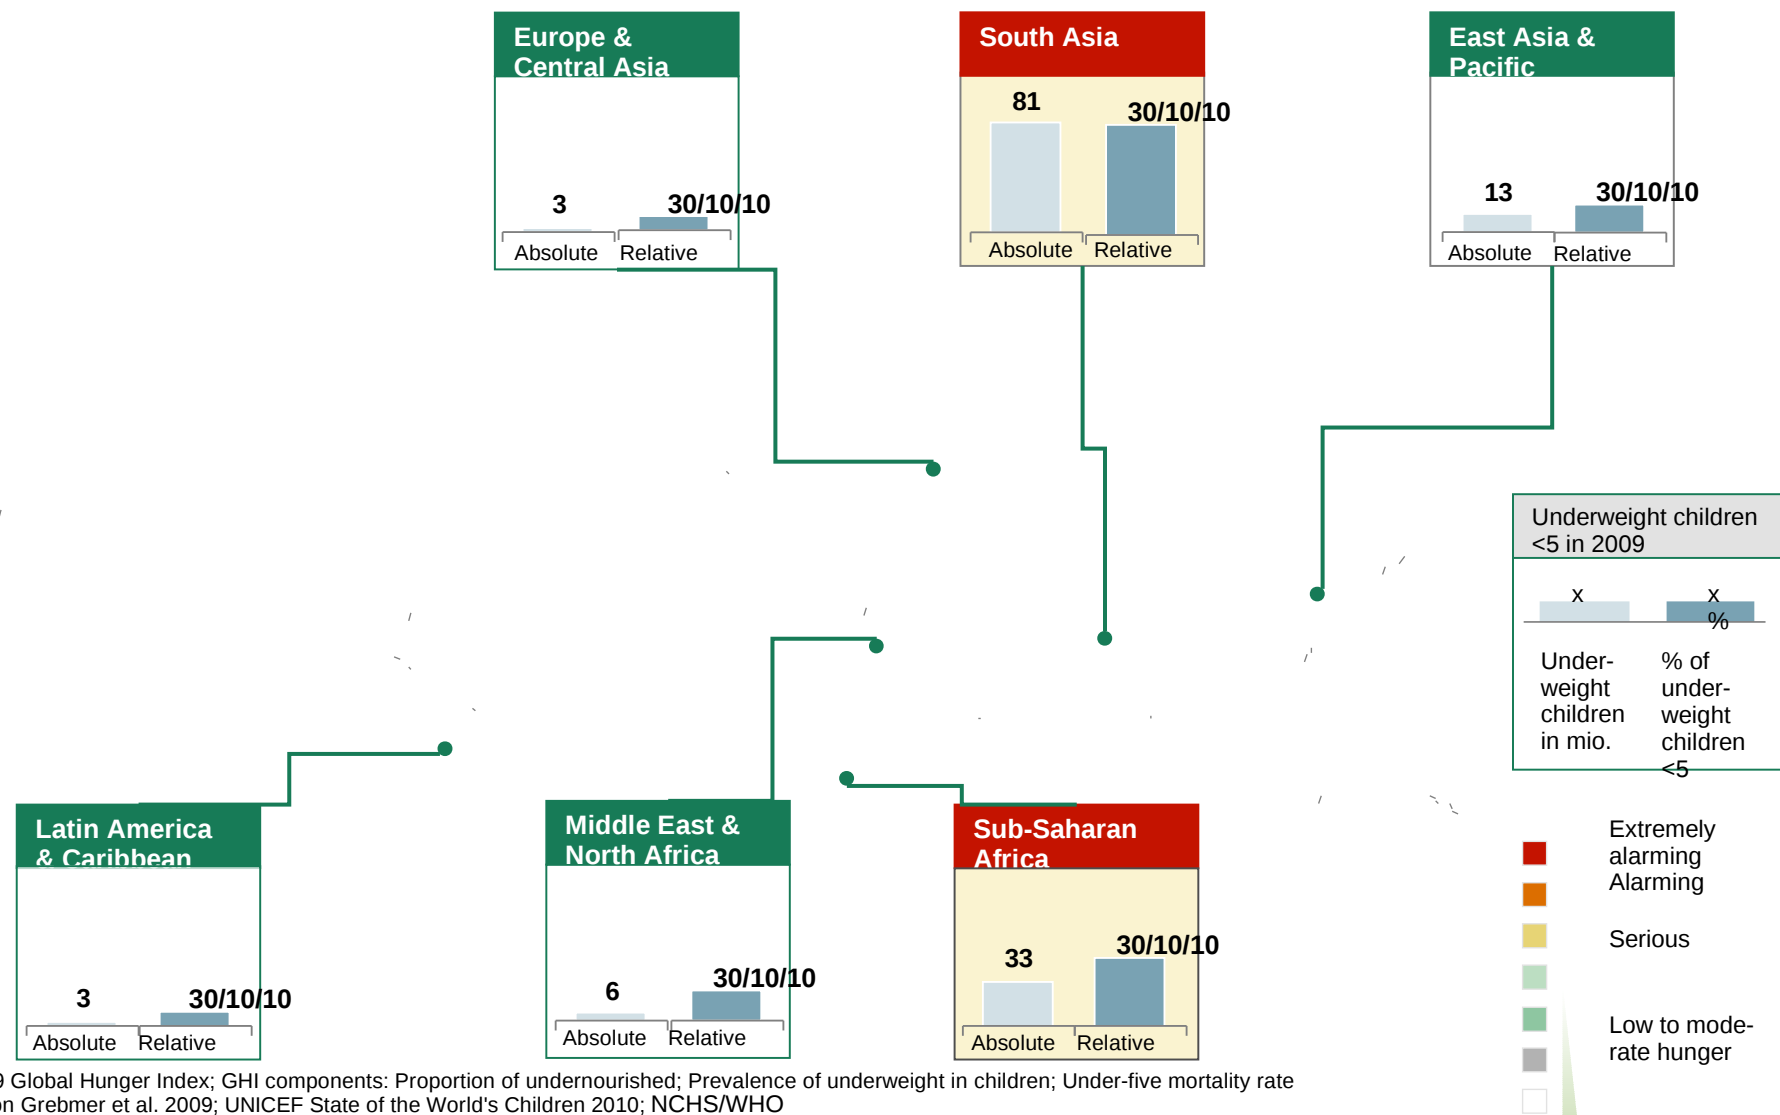 Europe &
Central Asia
3
30/10/10
Absolute
Relative
South Asia
81
30/10/10
Absolute
Relative
East Asia &
Pacific
13
30/10/10
Absolute
Relative
Underweight children
<5 in 2009
x
x
%
Under-
weight
children
in mio.
% of
under-
weight
children
<5
Latin America
& Caribbean
3
30/10/10
Absolute
Relative
Middle East &
North Africa
6
30/10/10
Absolute
Relative
Sub-Saharan
Africa
33
30/10/10
Absolute
Relative
Extremely
alarming
Alarming
Serious
Low to mode-
rate hunger
9 Global Hunger Index; GHI components: Proportion of undernourished; Prevalence of underweight in children; Under-five mortality rate
on Grebmer et al. 2009; UNICEF State of the World's Children 2010; NCHS/WHO